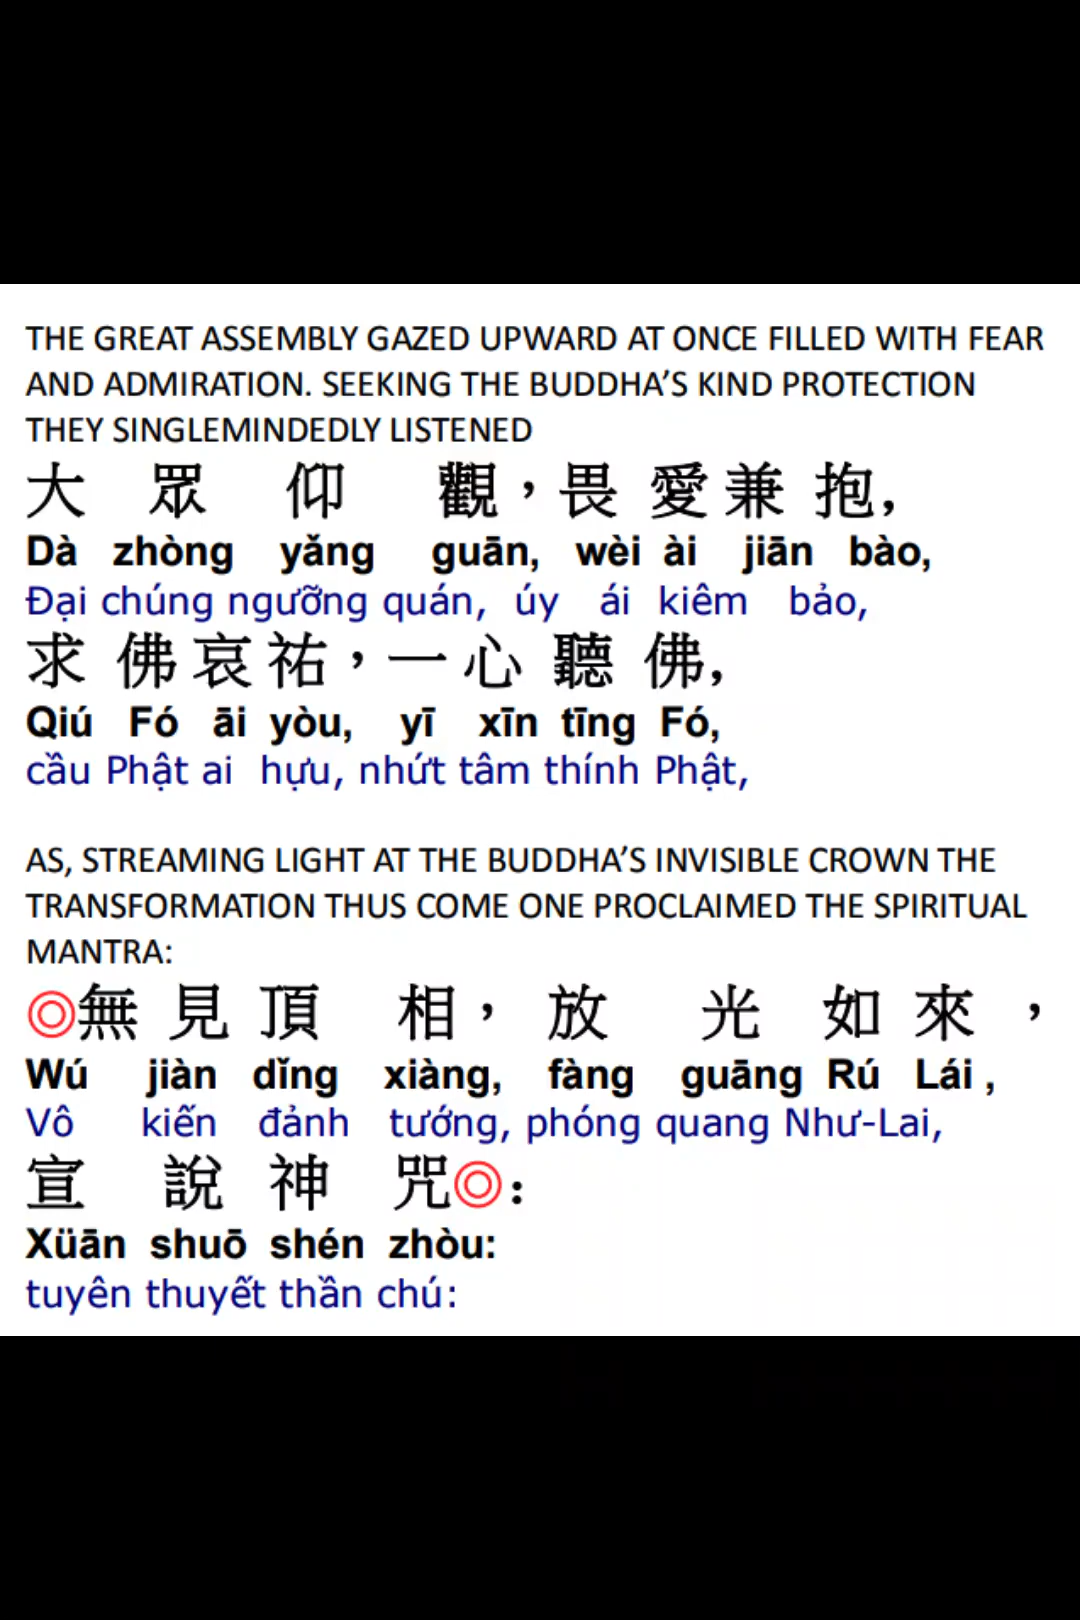 THE GREAT ASSEMBLY GAZED UPWARD AT ONCE FILLED WITH FEAR
AND ADMIRATION. SEEKING THE BUDDHA'S KIND PROTECTION
THEY SINGLEMINDEDLY LISTENED
大 眾 仰 觀，畏 愛 兼 抱,
Dà zhòng yǎng guān, wèi ài jiān bào,
Đại chúng ngưỡng quán, úy ái kiêm bảo,
求 佛 哀 祐，一 心 聽 佛,
Qiú Fó āi yòu, yī xīn tīng Fó,
cầu Phật ai hựu, nhứt tâm thính Phật,
AS, STREAMING LIGHT AT THE BUDDHA'S INVISIBLE CROWN THE
TRANSFORMATION THUS COME ONE PROCLAIMED THE SPIRITUAL
MANTRA:
◎無 見 頂 相，放 光 如 來 ，
Wú jiàn dǐng xiàng, fàng guāng Rú Lái ,
Vô kiến đảnh tướng, phóng quang Như-Lai,
宣 說 神 咒◎:
Xüān shuō shén zhòu:
tuyên thuyết thần chú: